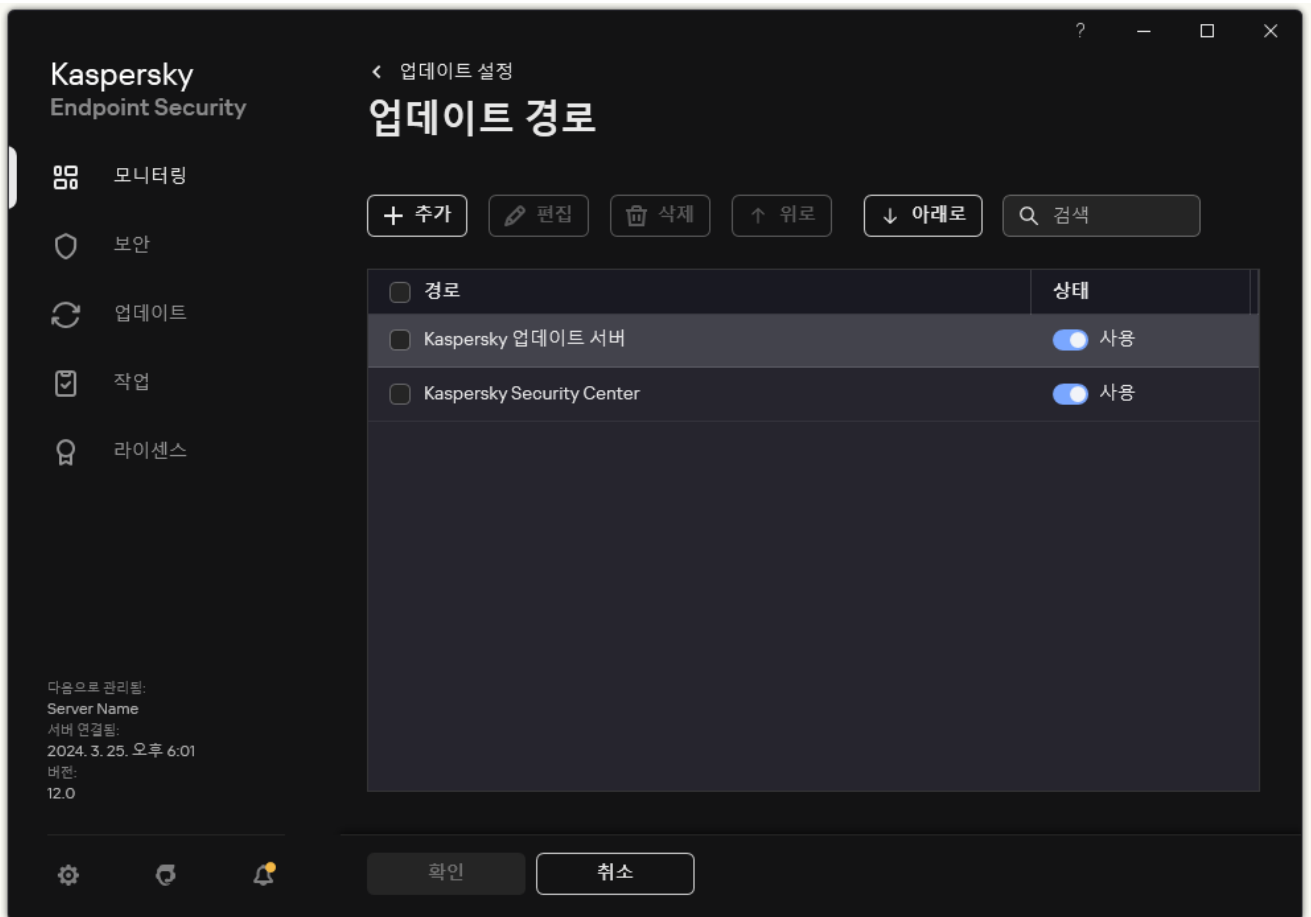 ?
Kaspersky
Endpoint Security
모니터링
보안
업데이트
작업
라이센스
다음으로 관리됨:
Server Name
서버 연결됨:
2024. 3. 25. 오후 6:01
버전:
12.0
업데이트 설정
업데이트 경로
추가 편집 삭제 위로 아래로 검색
경로 상태
Kaspersky 업데이트 서버 사용
Kaspersky Security Center 사용
확인 취소